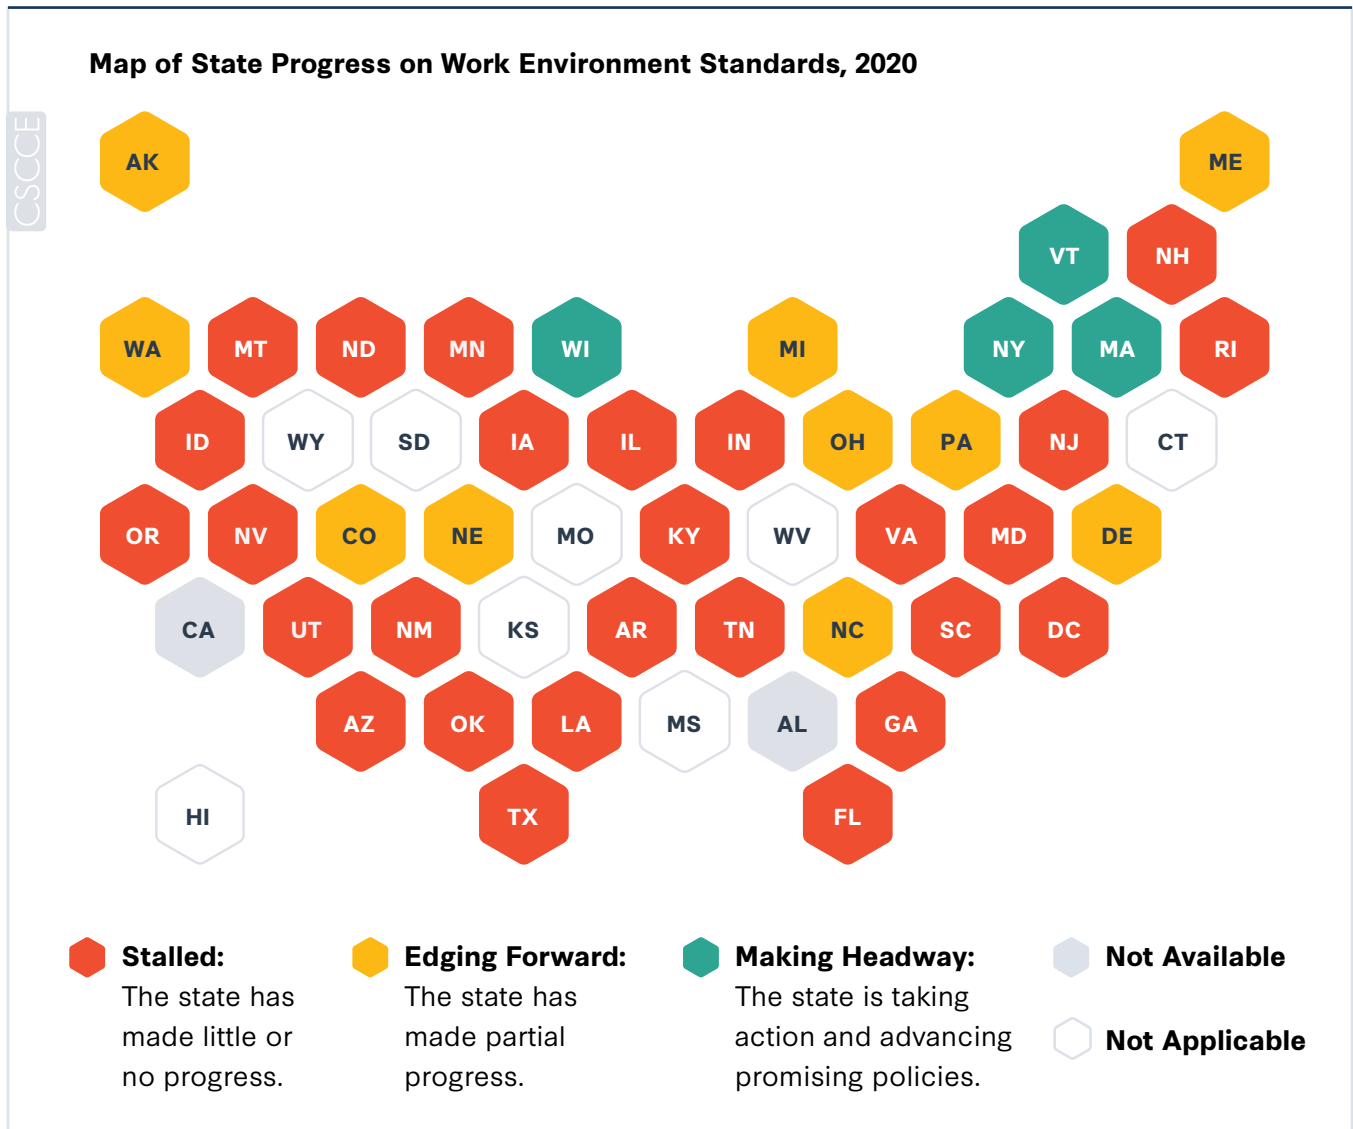 Map of State Progress on Work Environment Standards, 2020
CSCCE
AK ME
VT NH
WA MT ND MN WI MI NY MA RI
ID WY SD IA IL IN OH PA NJ CT
OR NV CO NE MO KY WV VA MD DE
CA UT NM KS AR TN NC SC DC
AZ OK LA MS AL GA
HI TX FL
Stalled:
The state has
made little or
no progress.
Edging Forward:
The state has
made partial
progress.
Making Headway:
The state is taking
action and advancing
promising policies.
Not Available
Not Applicable